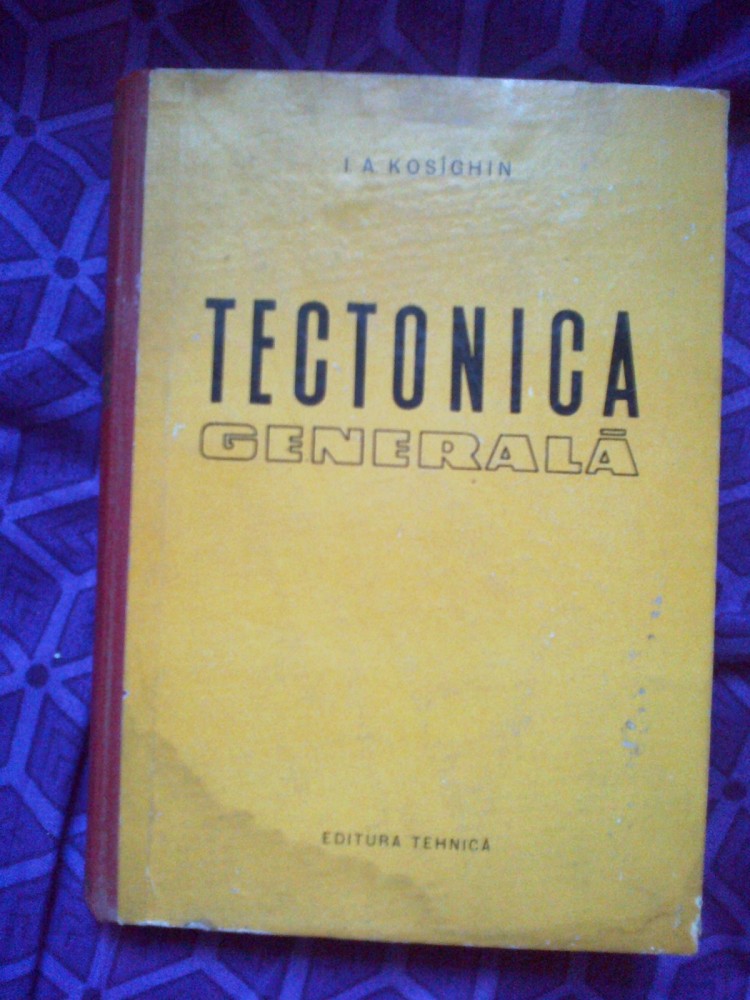 I A KOSÎGHIN
TECTONICA
GENERALĂ
EDITURA TEHNICĂ